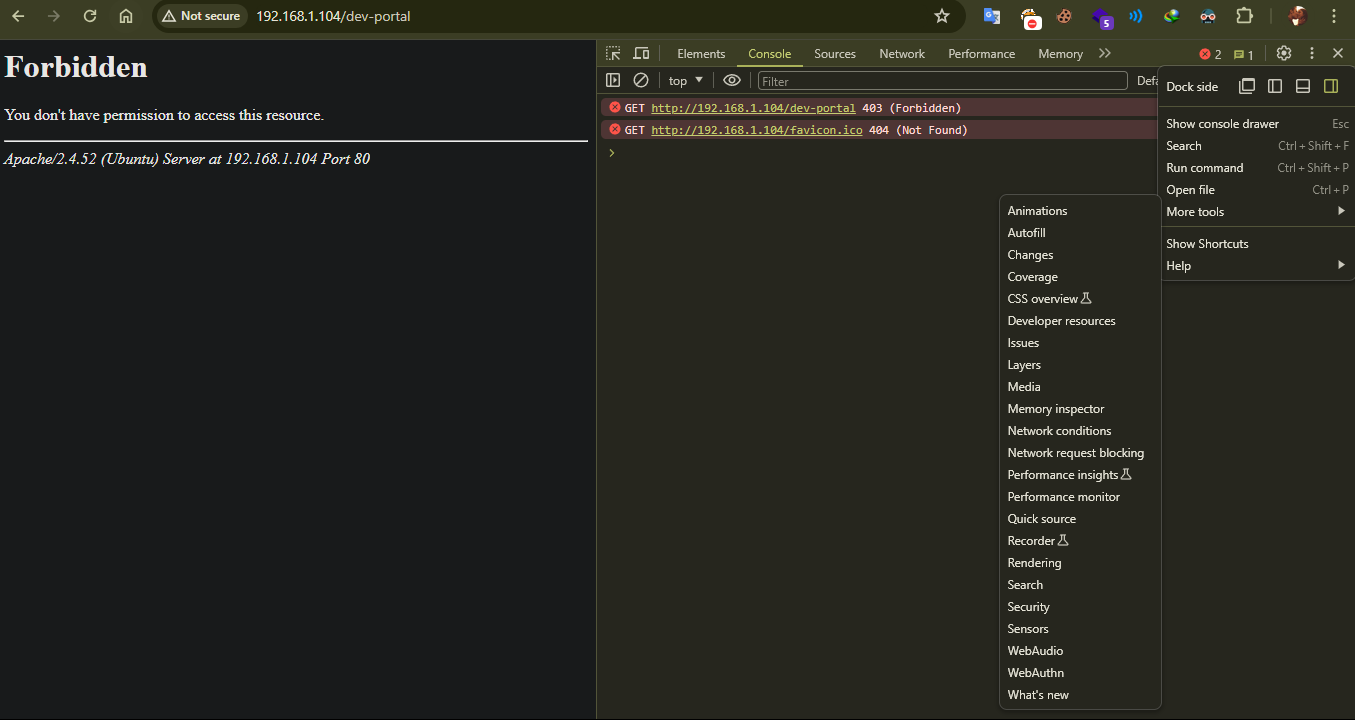 Not secure
192.168.1.104/dev-portal
5
Forbidden
You don't have permission to access this resource.
Apache/2.4.52 (Ubuntu) Server at 192.168.1.104 Port 80
Elements Console Sources Network Performance Memory
2 1
top
Filter
Defa
GET http://192.168.1.104/dev-portal 403 (Forbidden)
GET http://192.168.1.104/favicon.ico 404 (Not Found)
Dock side
Show console drawer Esc
Search Ctrl + Shift + F
Run command Ctrl + Shift + P
Open file Ctrl + P
More tools
Show Shortcuts
Help
Animations
Autofill
Changes
Coverage
CSS overview
Developer resources
Issues
Layers
Media
Memory inspector
Network conditions
Network request blocking
Performance insights
Performance monitor
Quick source
Recorder
Rendering
Search
Security
Sensors
WebAudio
WebAuthn
What's new